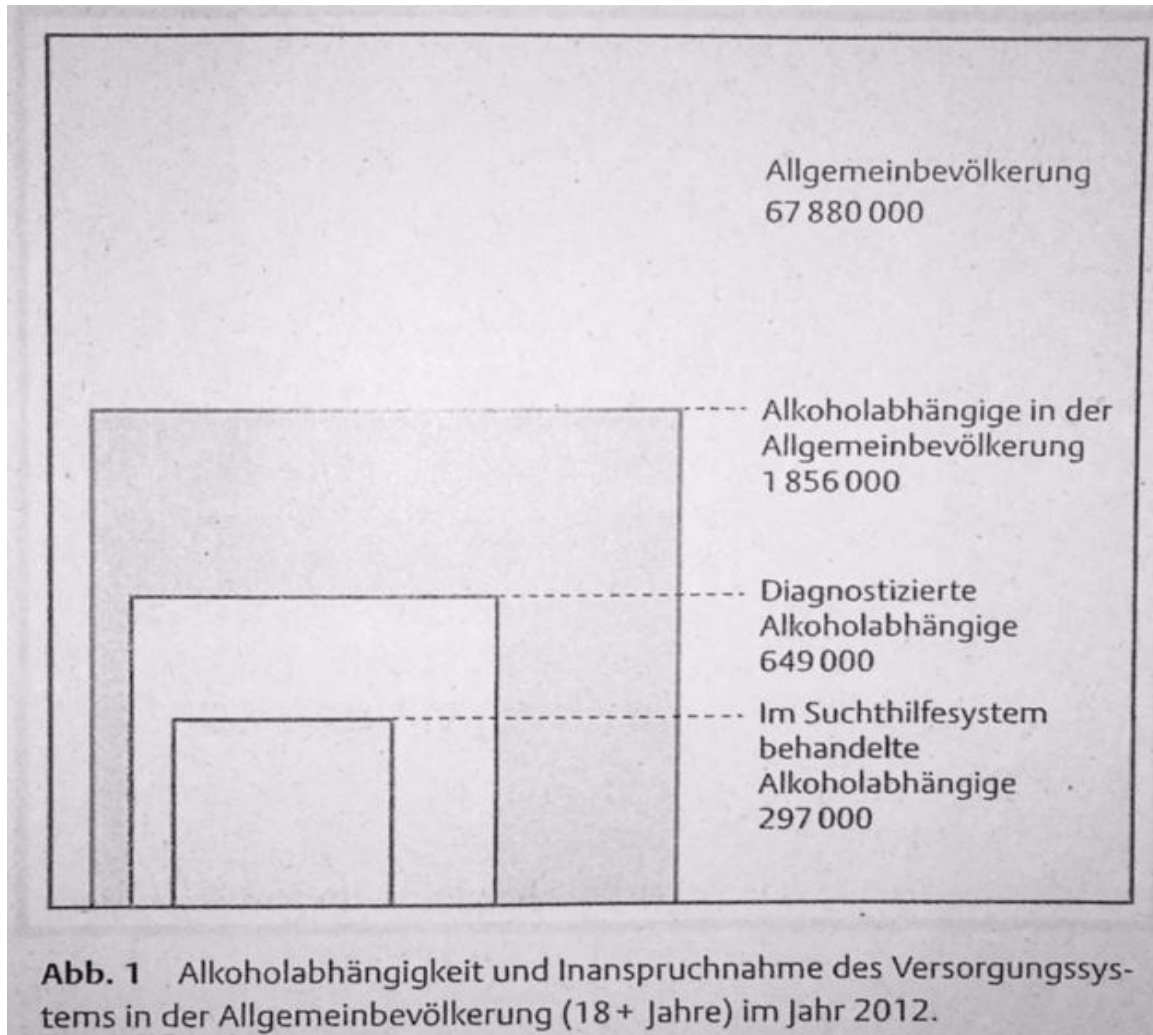 Allgemeinbevölkerung
67 880 000
Alkoholabhängige in der
Allgemeinbevölkerung
1 856 000
Diagnostizierte
Alkoholabhängige
649 000
Im Suchthilfesystem
behandelte
Alkoholabhängige
297 000
Abb. 1 Alkoholabhängigkeit und Inanspruchnahme des Versorgungssys-
tems in der Allgemeinbevölkerung (18 + Jahre) im Jahr 2012.